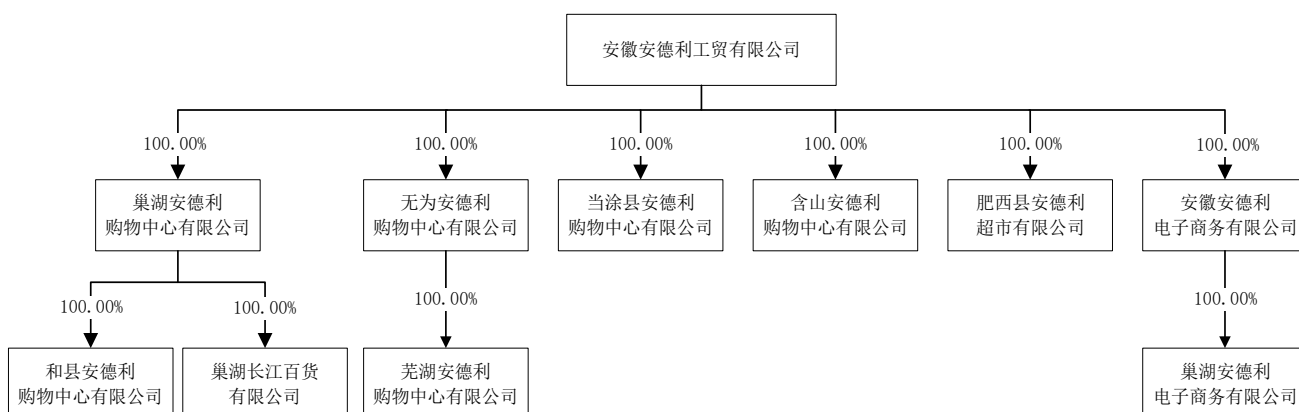 安徽安德利工贸有限公司
100.00%
100.00%
100.00%
100.00%
100.00%
100.00%
巢湖安德利
购物中心有限公司
无为安德利
购物中心有限公司
当涂县安德利
购物中心有限公司
含山安德利
购物中心有限公司
肥西县安德利
超市有限公司
安徽安德利
电子商务有限公司
100.00%
100.00%
100.00%
100.00%
和县安德利
购物中心有限公司
巢湖长江百货
有限公司
芜湖安德利
购物中心有限公司
巢湖安德利
电子商务有限公司